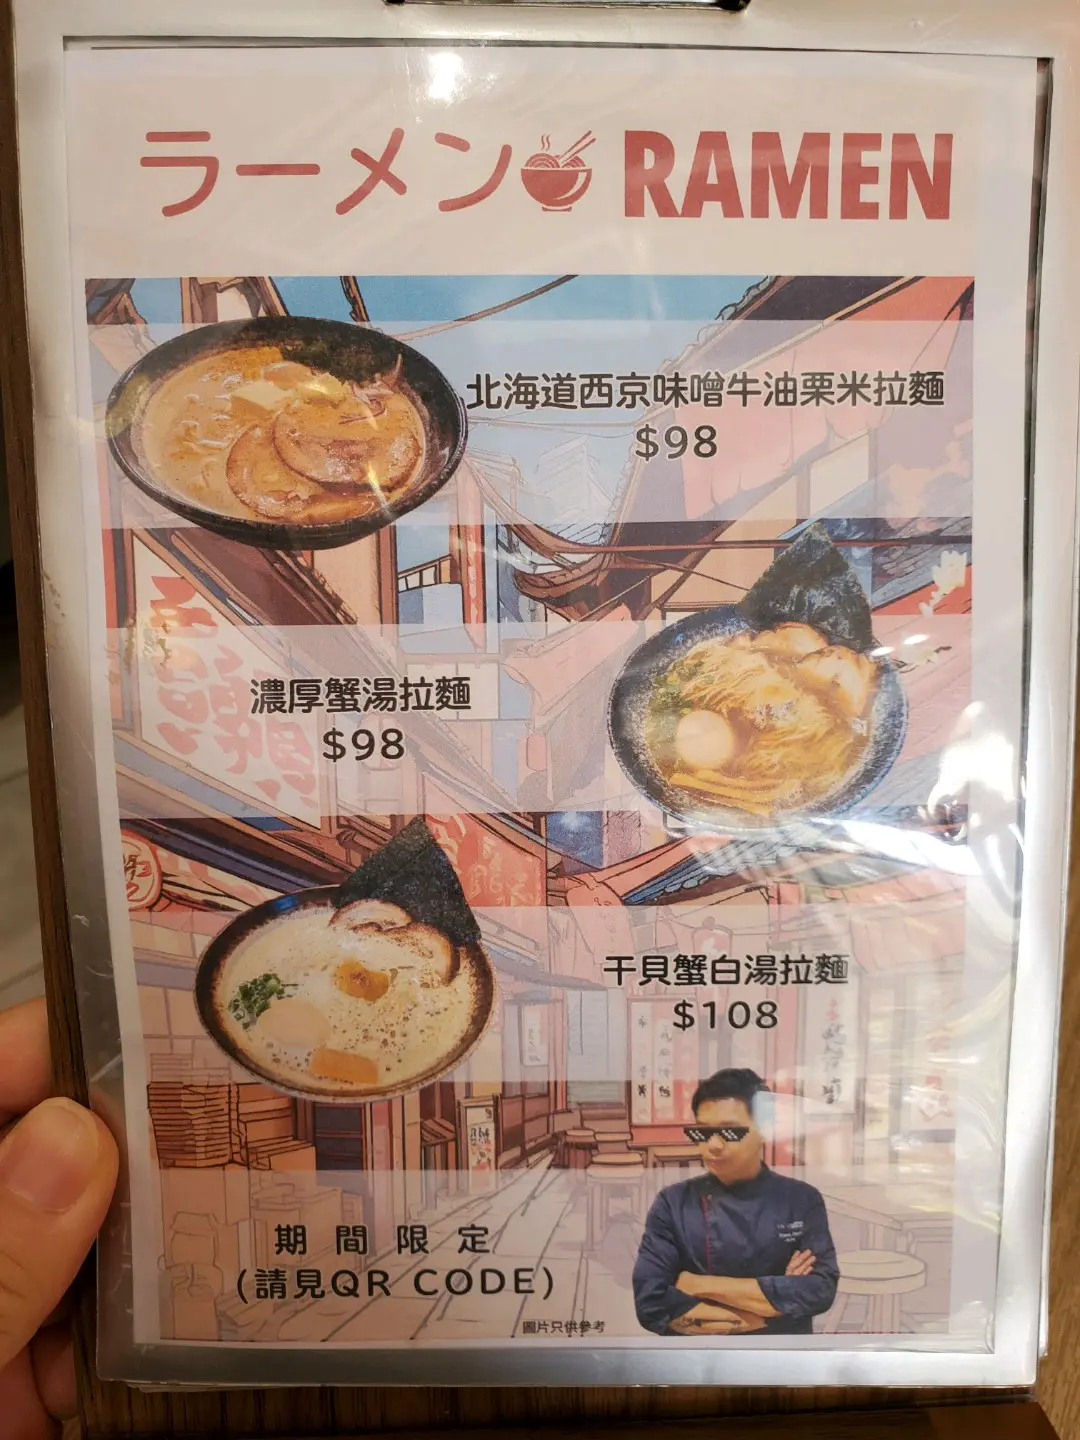 ラーメン RAMEN
北海道西京味噌牛油粟米拉麵
$98
濃厚蟹湯拉麵
$98
干貝蟹白湯拉麵
$108
期間限定
(請見QR CODE)
圖片只供參考